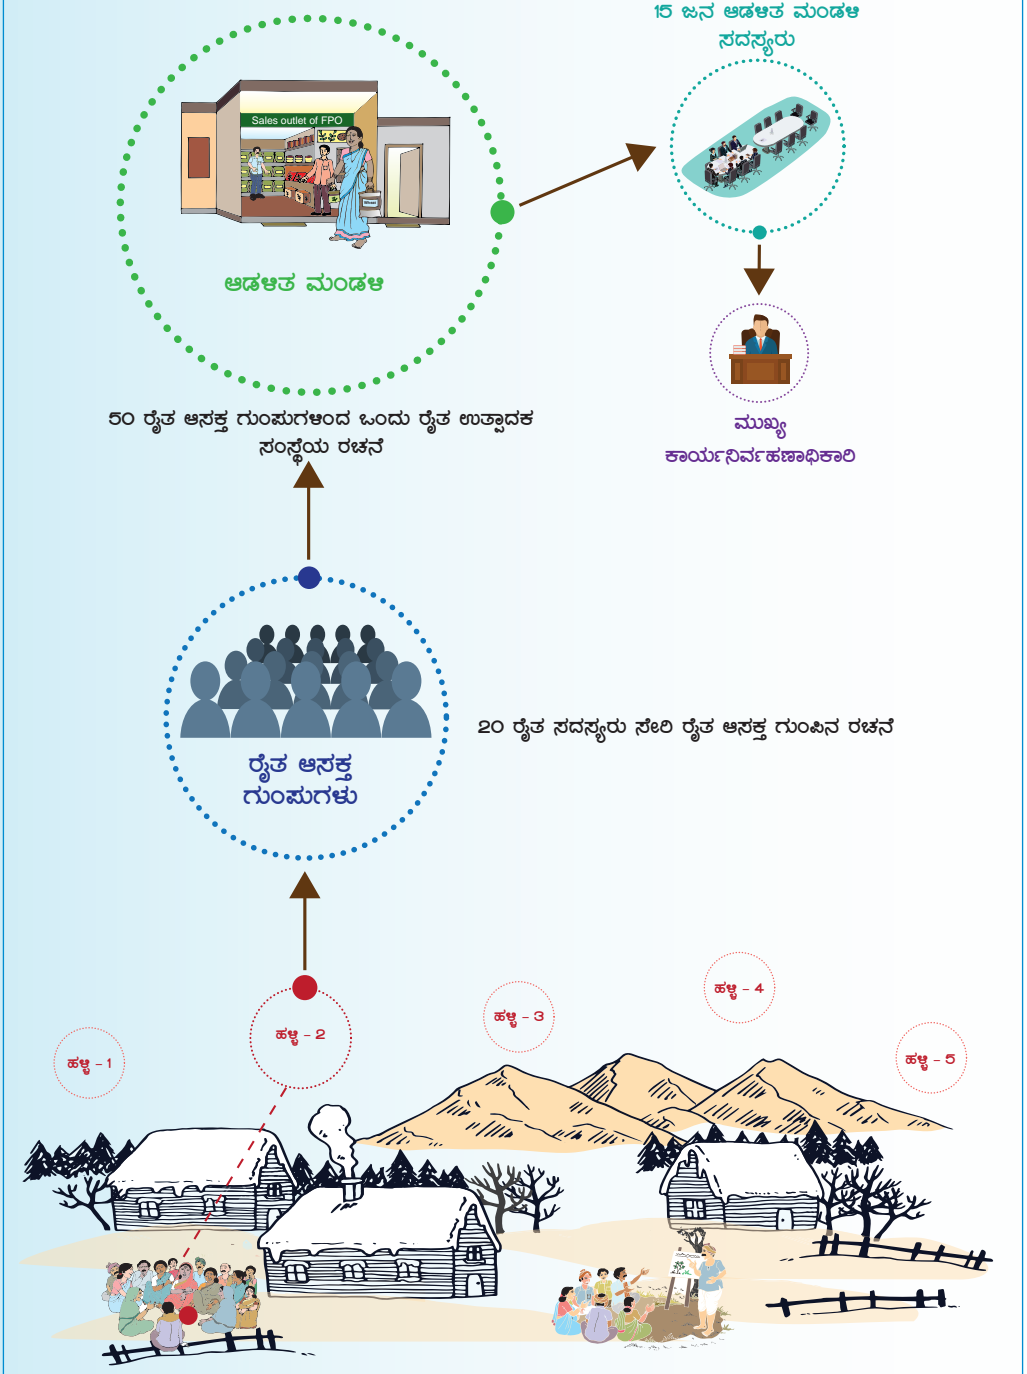 15 ಜನ ಆಡಳಿತ ಮಂಡಳಿ
ಸದಸ್ಯರು
Sales outlet of FPO
Wheat
ಆಡಳಿತ ಮಂಡಳಿ
50 ರೈತ ಆಸಕ್ತ ಗುಂಪುಗಳಿಂದ ಒಂದು ರೈತ ಉತ್ಪಾದಕ
ಸಂಸ್ಥೆಯ ರಚನೆ
ಮುಖ್ಯ
ಕಾರ್ಯನಿರ್ವಹಣಾಧಿಕಾರಿ
20 ರೈತ ಸದಸ್ಯರು ಸೇರಿ ರೈತ ಆಸಕ್ತ ಗುಂಪಿನ ರಚನೆ
ರೈತ ಆಸಕ್ತ
ಗುಂಪುಗಳು
ಹಳ್ಳಿ - 1
ಹಳ್ಳಿ - 2
ಹಳ್ಳಿ - 3
ಹಳ್ಳಿ - 4
ಹಳ್ಳಿ - 5